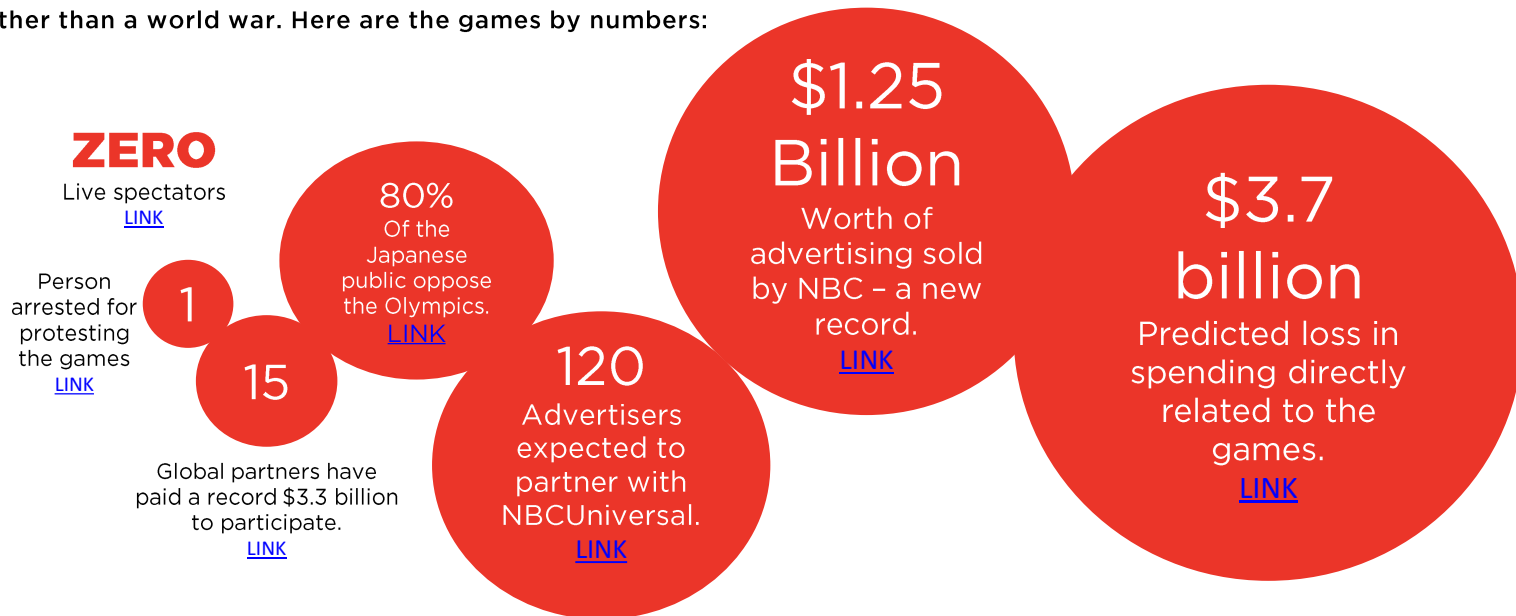 ther than a world war. Here are the games by numbers:
ZERO
Live spectators
LINK
Person
arrested for
protesting
the games
LINK
1
15
Global partners have
paid a record $3.3 billion
to participate.
LINK
80%
Of the
Japanese
public oppose
the Olympics.
LINK
120
Advertisers
expected to
partner with
NBCUniversal.
LINK
$1.25
Billion
Worth of
advertising sold
by NBC – a new
record.
LINK
$3.7
billion
Predicted loss in
spending directly
related to the
games.
LINK